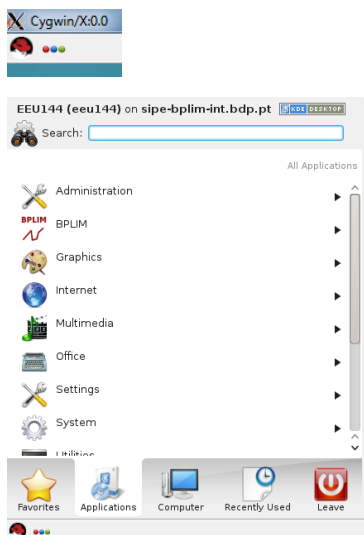 Cygwin/X:0.0
EEU144 (eeu144) on sipe-bplim-int.bdp.pt KDE DESKTOP
Search:
All Applications
Administration
BPLIM BPLIM
Graphics
Internet
Multimedia
Office
Settings
System
Utilities
Favorites Applications Computer Recently Used Leave